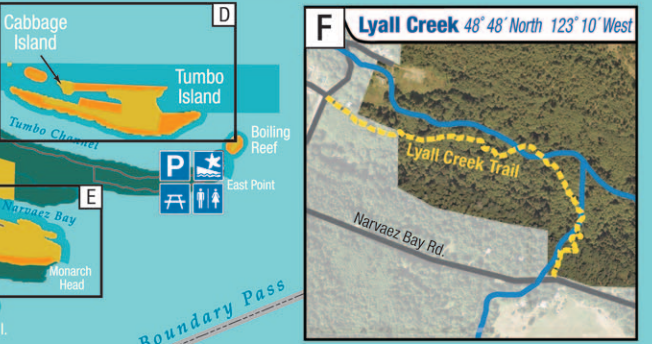 Cabbage
Island
D
Tumbo
Island
Tumbo Channel
Boiling
Reef
P
East Point
E
Narvaez Bay
Monarch
Head
l.
Boundary Pass
F
Lyall Creek 48° 48' North 123° 10' West
Lyall Creek Trail
Narvaez Bay Rd.